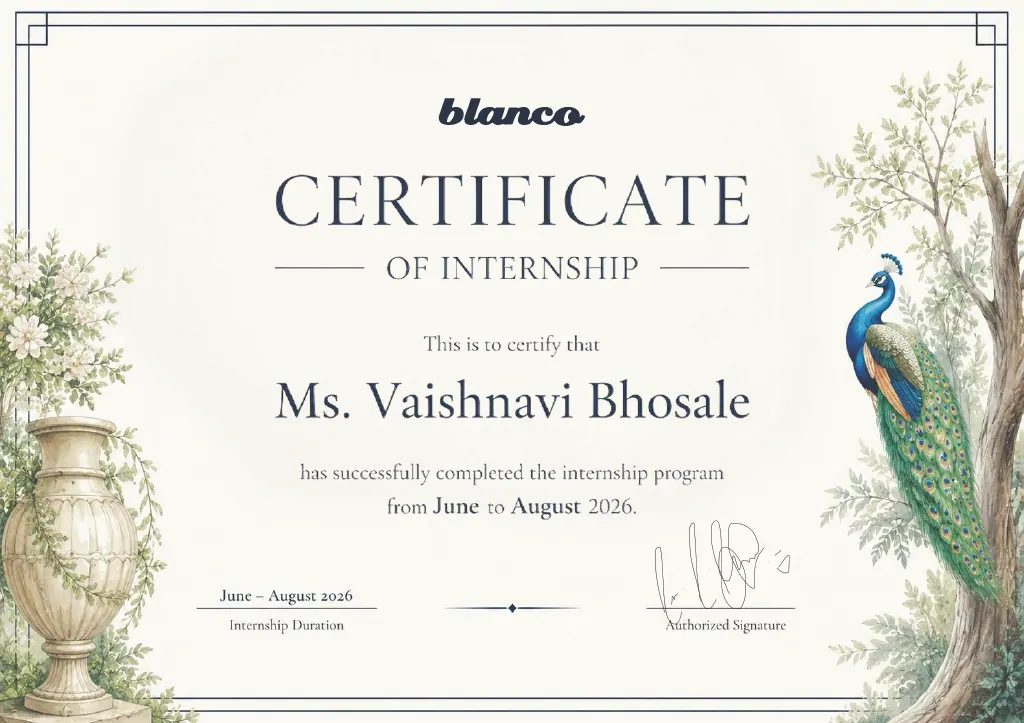 blanco
CERTIFICATE
OF INTERNSHIP
This is to certify that
Ms. Vaishnavi Bhosale
has successfully completed the internship program
from June to August 2026.
June – August 2026
Internship Duration
Authorized Signature